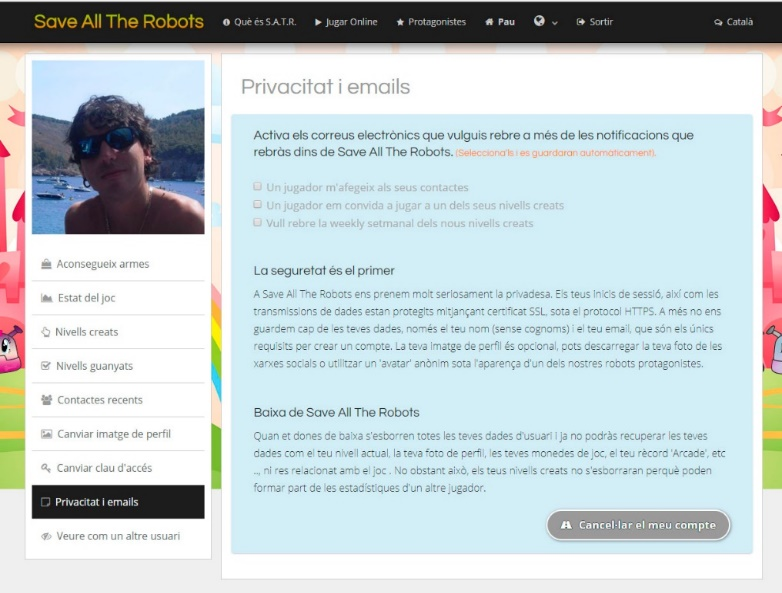 Save All The Robots
Què és S.A.T.R.
Jugar Online
Protagonistes
Pau
Sortir
Català
Aconsegueix armes
Estat del joc
Nivells creats
Nivells guanyats
Contactes recents
Canviar imatge de perfil
Canviar clau d'accés
Privacitat i emails
Veure com un altre usuari
Privacitat i emails
Activa els correus electrònics que vulguis rebre a més de les notificacions que
rebràs dins de Save All The Robots. (Selecciona'ls i es guardaran automàticament).
Un jugador m'afegeix als seus contactes
Un jugador em convida a jugar a un dels seus nivells creats
Vull rebre la weekly setmanal dels nous nivells creats
La seguretat és el primer
A Save All The Robots ens prenem molt seriosament la privadesa. Els teus inicis de sessió, així com les
transmissions de dades estan protegits mitjançant certificat SSL, sota el protocol HTTPS. A més no ens
guardem cap de les teves dades, només el teu nom (sense cognoms) i el teu email, que són els únics
requisits per crear un compte. La teva imatge de perfil és opcional, pots descarregar la teva foto de les
xarxes socials o utilitzar un 'avatar' anònim sota l'aparença d'un dels nostres robots protagonistes.
Baixa de Save All The Robots
Quan et dones de baixa s'esborren totes les teves dades d'usuari i ja no podràs recuperar les teves
dades com el teu nivell actual, la teva foto de perfil, les teves monedes de joc, el teu rècord 'Arcade', etc
.., ni res relacionat amb el joc . No obstant això, els teus nivells creats no s'esborraran perquè poden
formar part de les estadístiques d'un altre jugador.
Cancel·lar el meu compte